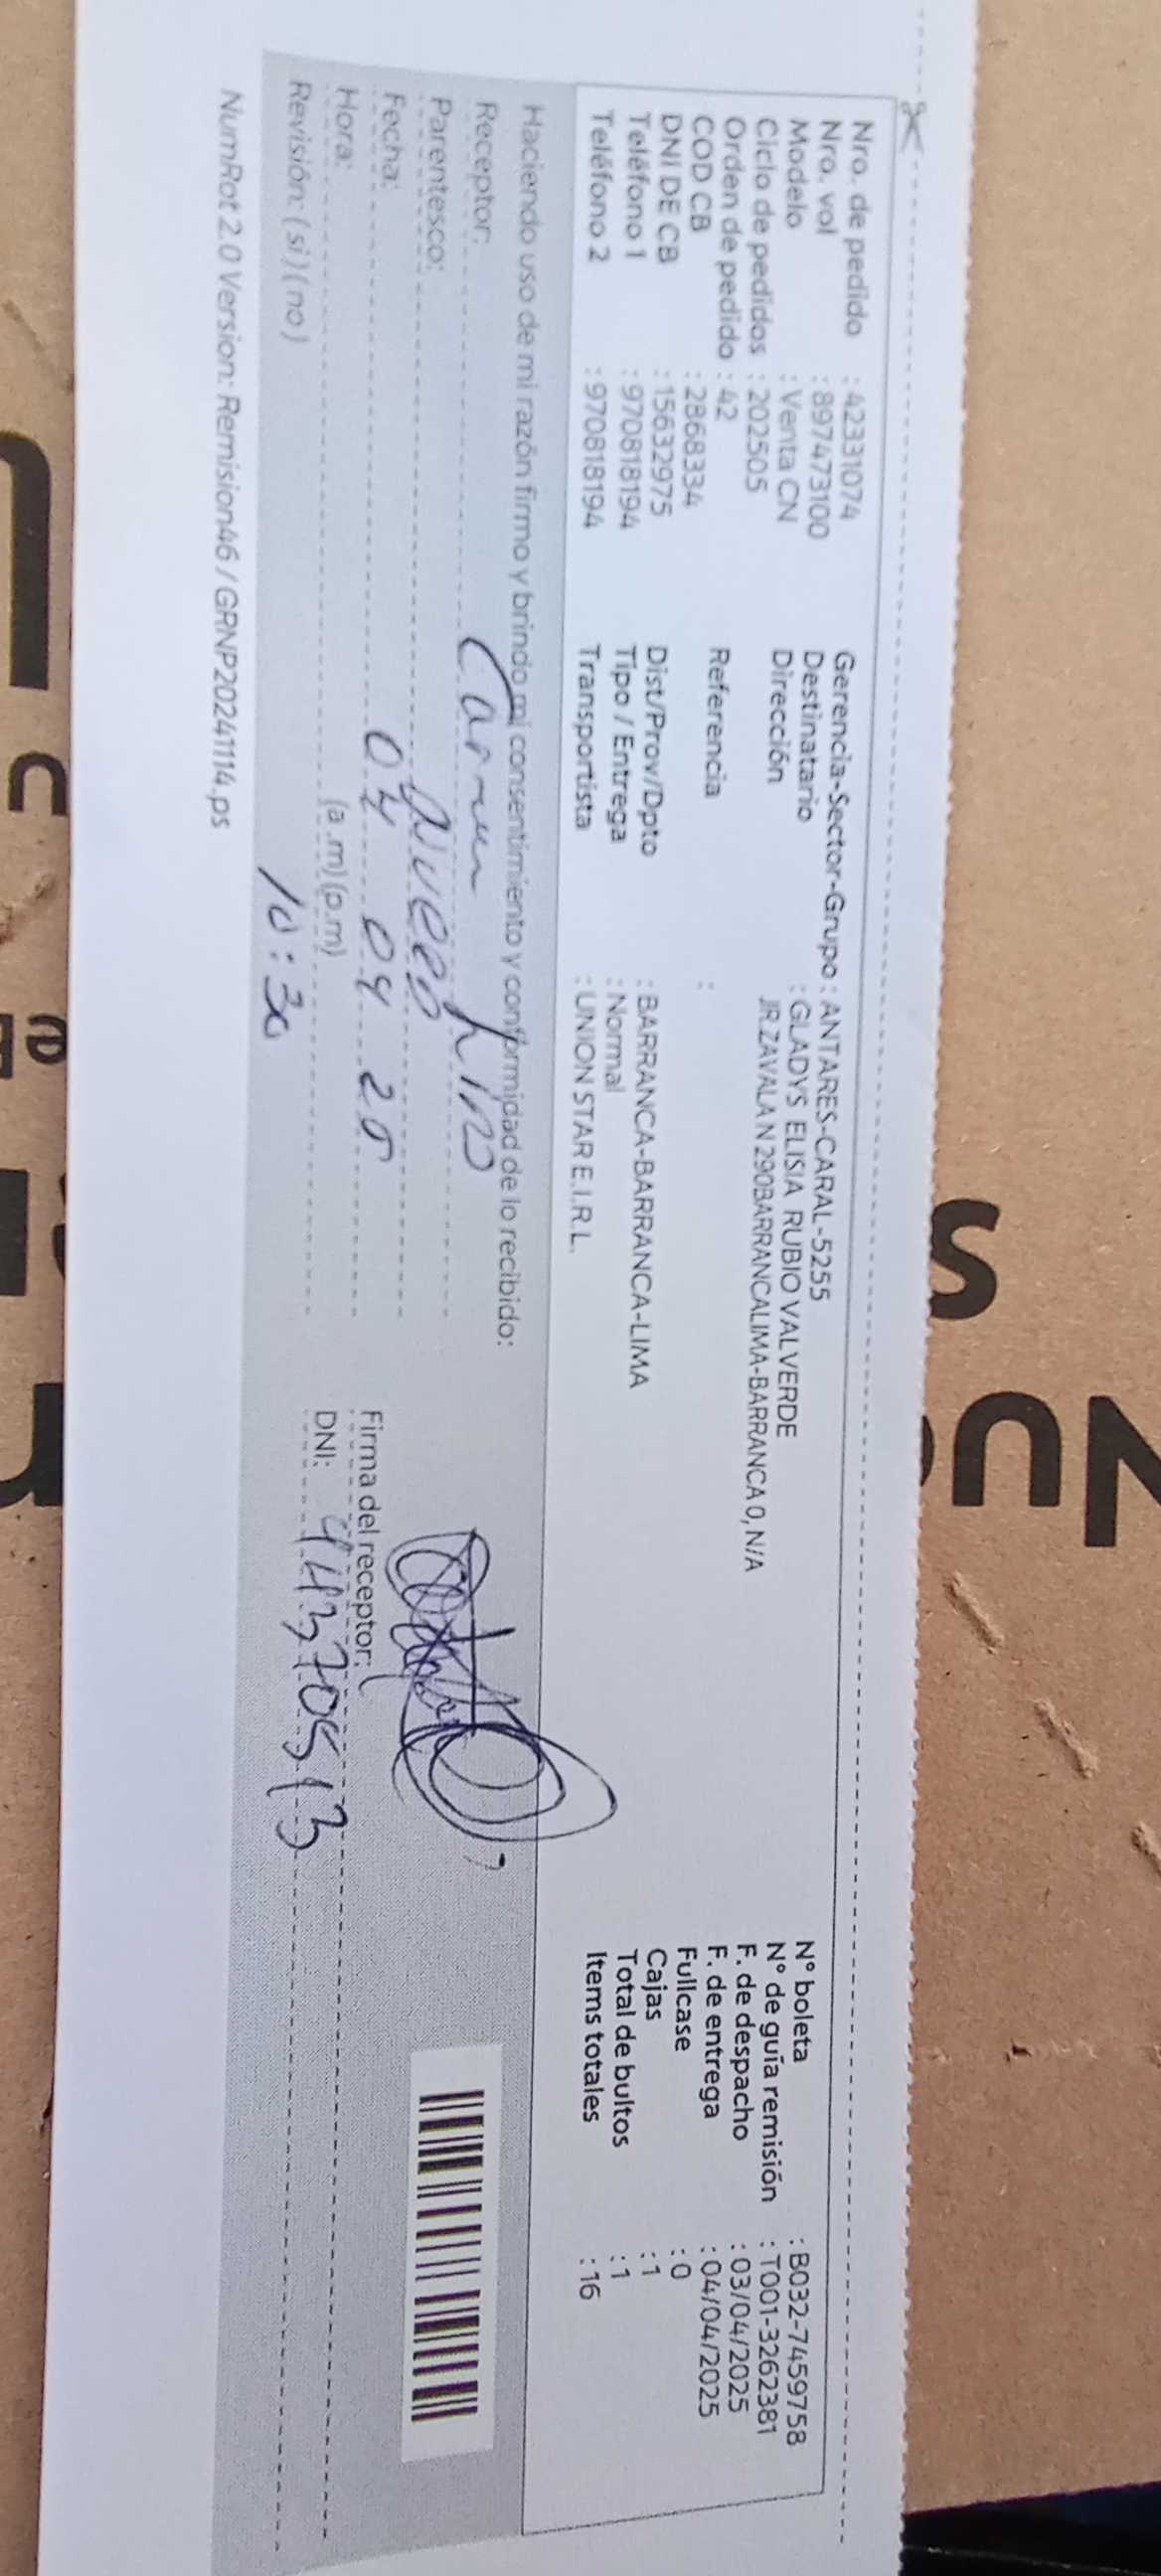 Nro. de pedido : 42331074
Nro. vol : 897473100
Modelo : Venta CN
Ciclo de pedidos : 202505
Orden de pedido : 42
COD CB : 2868334
DNI DE CB : 15632975
Teléfono 1 : 970818194
Teléfono 2 : 970818194
Gerencia-Sector-Grupo : ANTARES-CARAL-5255
Destinatario : GLADYS ELISIA RUBIO VALVERDE
Dirección JR.ZAVALA N 290BARRANCALIMA-BARRANCA 0, N/A
Referencia :
Dist/Prov/Dpto : BARRANCA-BARRANCA-LIMA
Tipo / Entrega : Normal
Transportista : UNION STAR E.I.R.L.
N° boleta : B032-7459758
N° de guía remisión : T001-3262381
F. de despacho : 03/04/2025
F. de entrega : 04/04/2025
Fullcase : 0
Cajas : 1
Total de bultos : 1
Items totales : 16
Haciendo uso de mi razón firmo y brindo mi consentimiento y conformidad de lo recibido:
Receptor: Carmen Lino
Parentesco:
Fecha: 04 04 25
Hora: (a.m) (p.m) 10:30
Revisión: ( si ) ( no )
Firma del receptor:
DNI: 44370513
NumRot 2.0 Version: Remision46 / GRNP20241114.ps